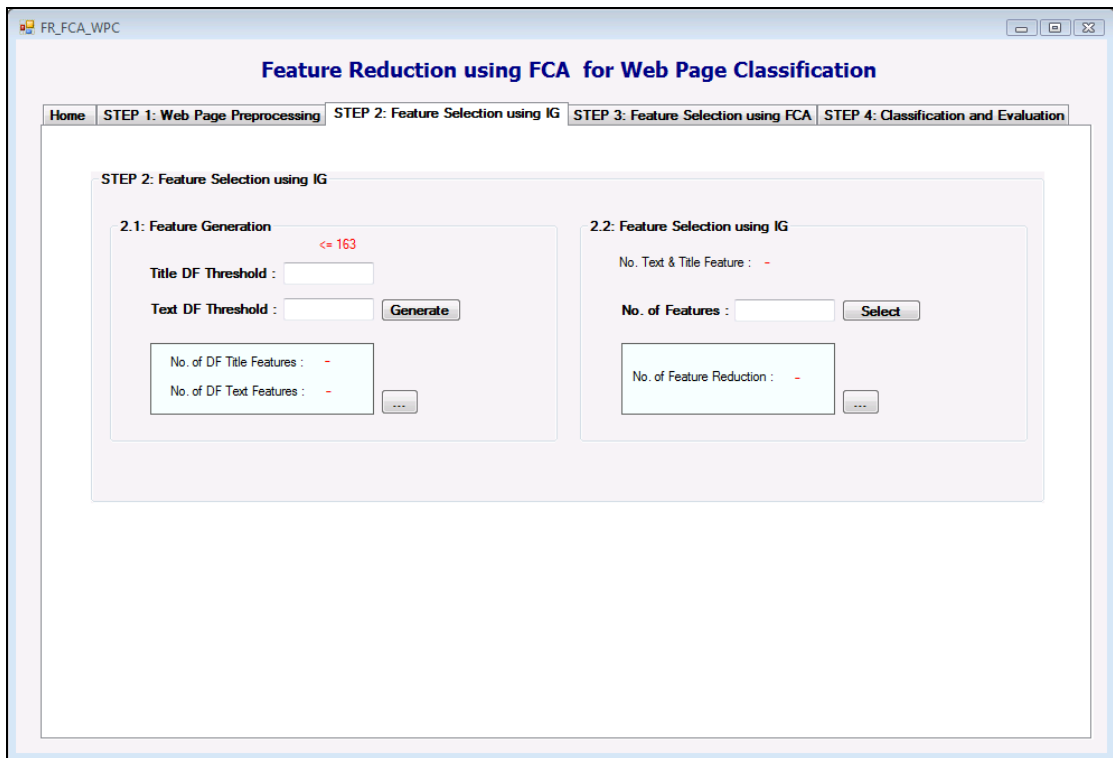 FR_FCA_WPC
Feature Reduction using FCA for Web Page Classification
Home STEP 1: Web Page Preprocessing STEP 2: Feature Selection using IG STEP 3: Feature Selection using FCA STEP 4: Classification and Evaluation
STEP 2: Feature Selection using IG
2.1: Feature Generation
<= 163
Title DF Threshold :
Text DF Threshold : Generate
No. of DF Title Features : -
No. of DF Text Features : -
...
2.2: Feature Selection using IG
No. Text & Title Feature : -
No. of Features : Select
No. of Feature Reduction : -
...